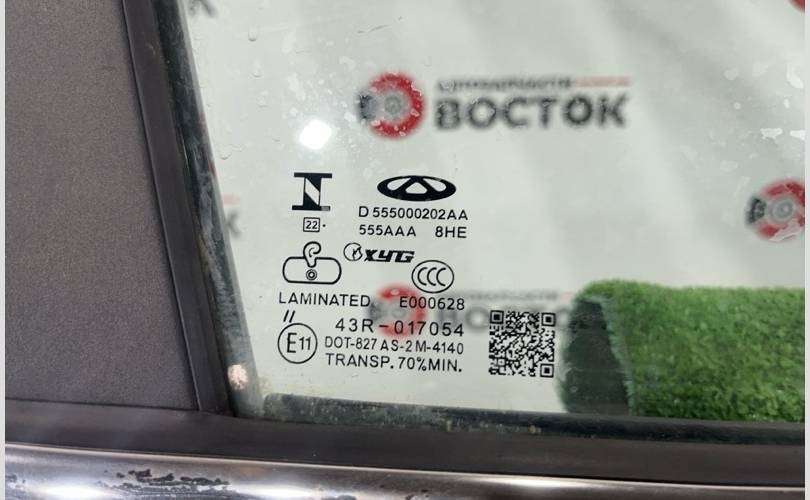 АВТОЗАПЧАСТИ
ВОСТОК
N
D 555000202AA
22.
555AAA 8HE
XYG
CCC
LAMINATED E000628
//
43R-017054
E11
DOT-827 AS-2 M-4140
TRANSP. 70%MIN.